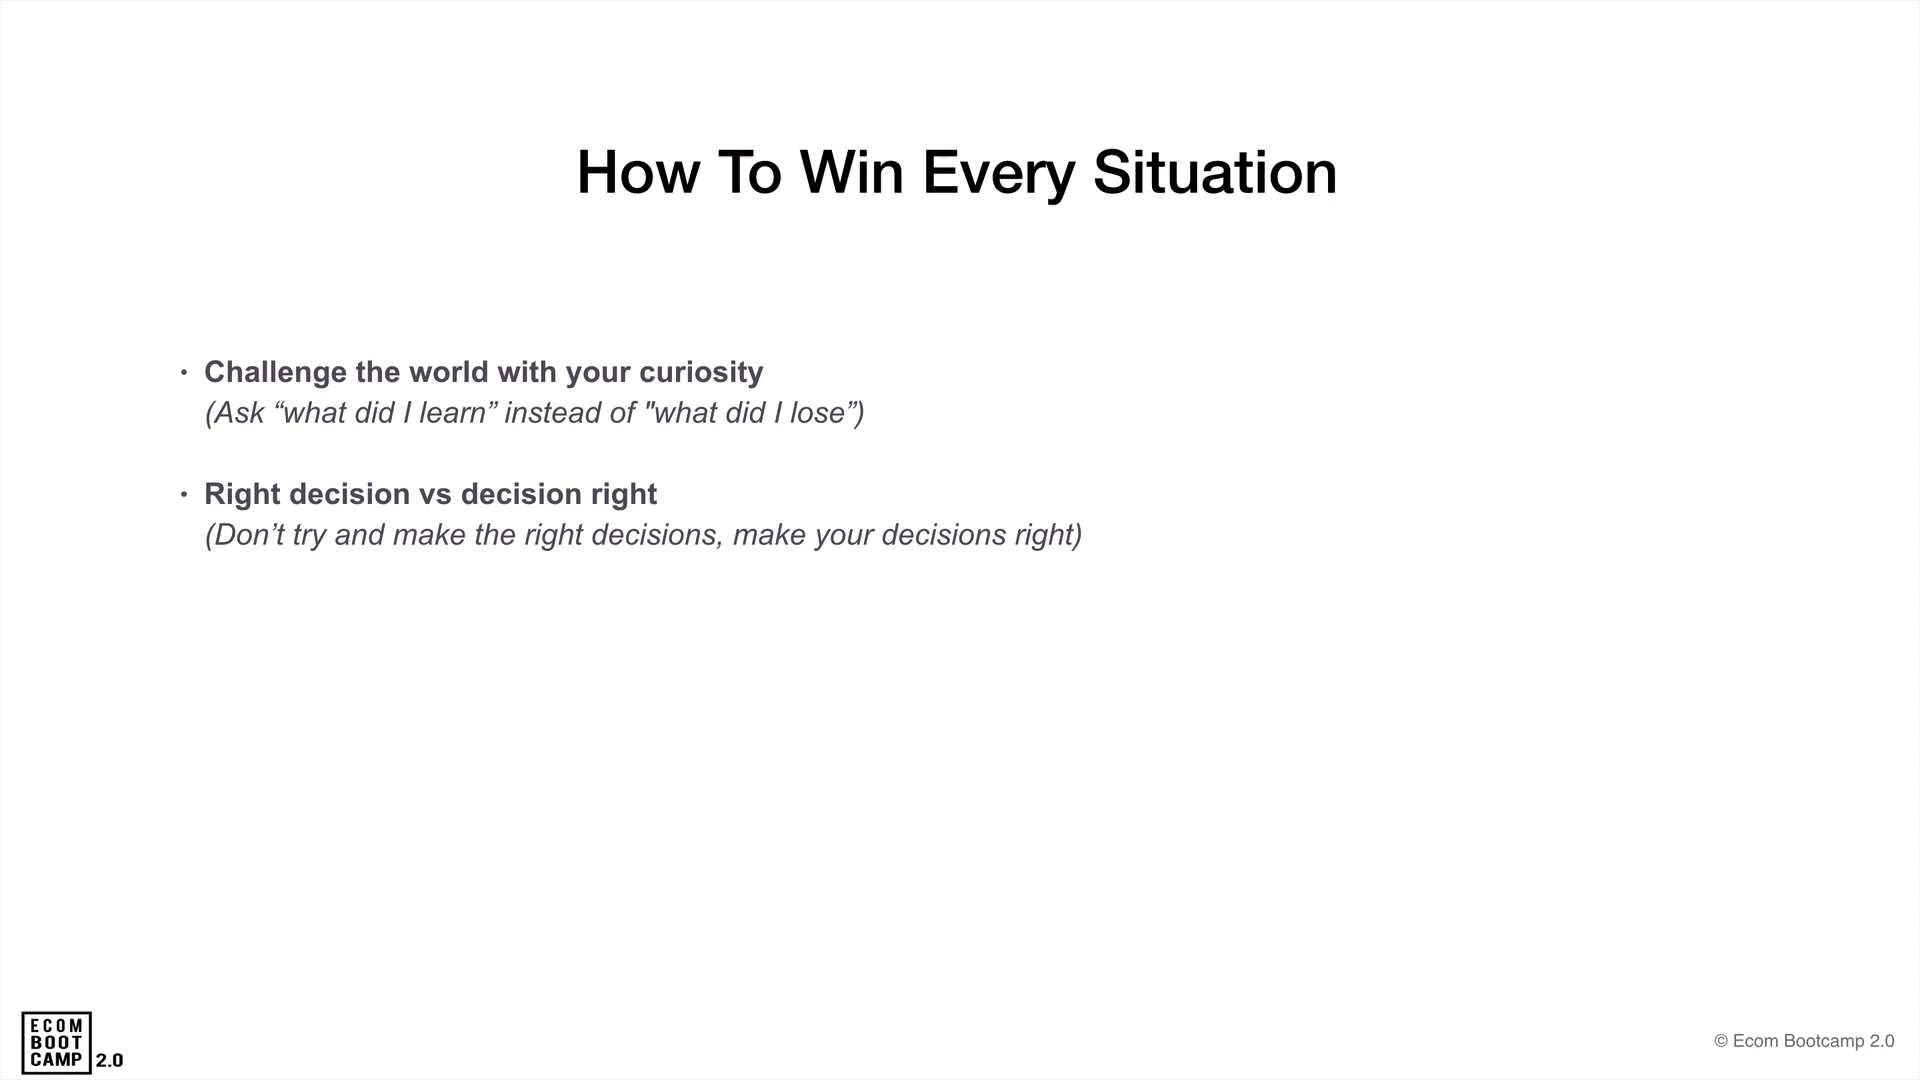 How To Win Every Situation
• Challenge the world with your curiosity
(Ask “what did I learn” instead of "what did I lose”)
• Right decision vs decision right
(Don’t try and make the right decisions, make your decisions right)
ECOM
BOOT
CAMP 2.0
© Ecom Bootcamp 2.0